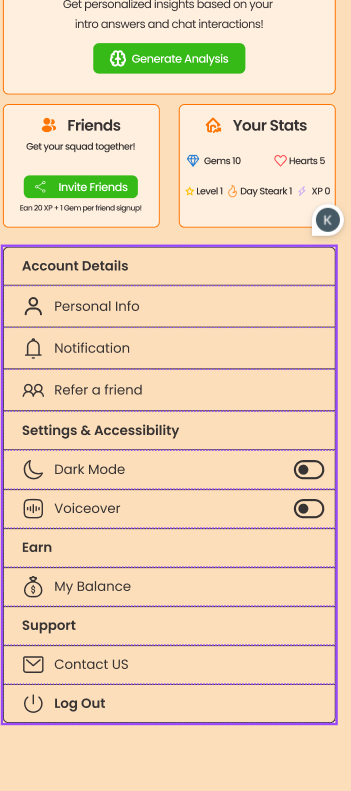 Get personalized insights based on your
intro answers and chat interactions!
Generate Analysis
Friends
Get your squad together!
Invite Friends
Ean 20 XP + 1 Gem per friend signup!
Your Stats
Gems 10
Hearts 5
Level 1
Day Steark 1
XP 0
K
Account Details
Personal Info
Notification
Refer a friend
Settings & Accessibility
Dark Mode
Voiceover
Earn
$
My Balance
Support
Contact US
Log Out